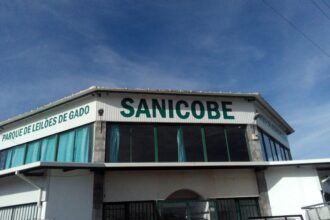 PARQUE DE LEILÕES DE GADO
SANICOBE